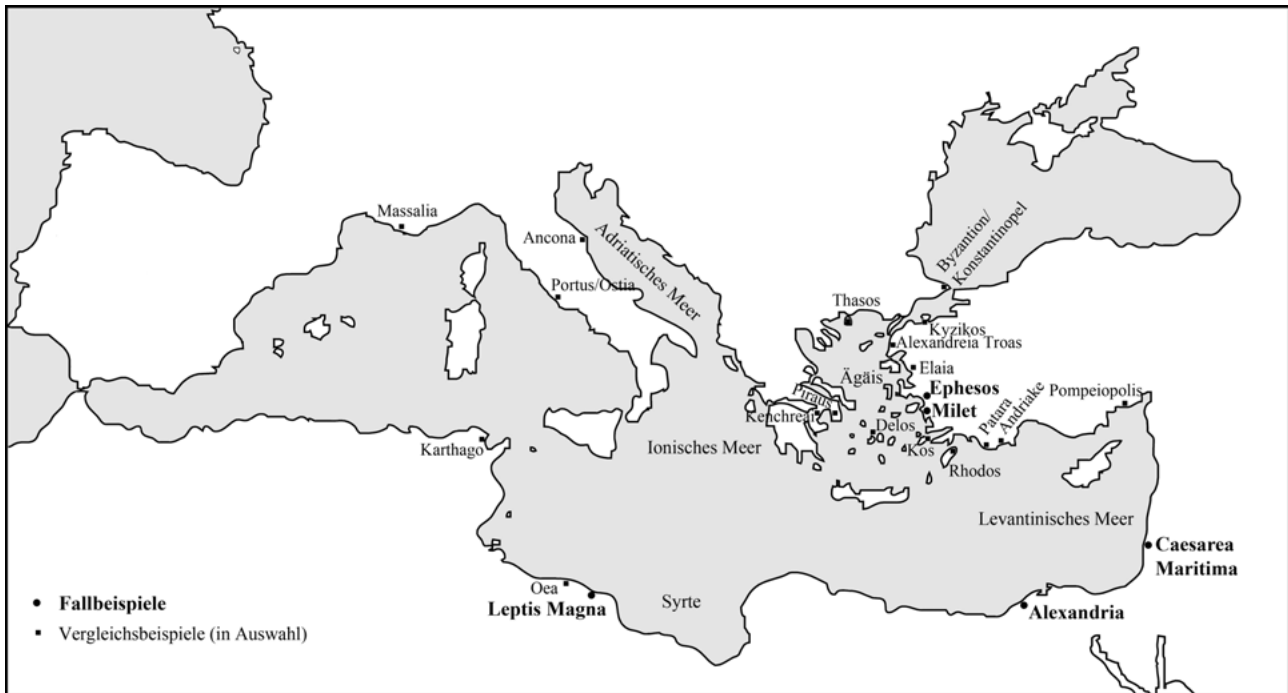 Massalia
Ancona
Adriatisches Meer
Portus/Ostia
Byzantion/
Konstantinopel
Thasos
Kyzikos
Alexandreia Troas
Ägäis
Elaia
Ephesos
Milet
Piräus
Kenchreai
Delos
Kos
Rhodos
Patara
Andriake
Pompeiopolis
Karthago
Ionisches Meer
Levantinisches Meer
Caesarea
Maritima
Oea
Leptis Magna
Syrte
Alexandria
Fallbeispiele
Vergleichsbeispiele (in Auswahl)